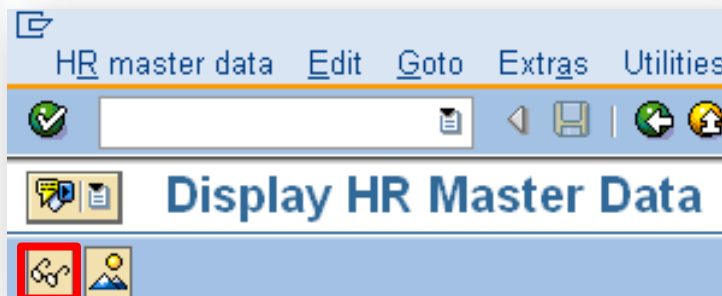 HR master data Edit Goto Extras Utilities
Display HR Master Data